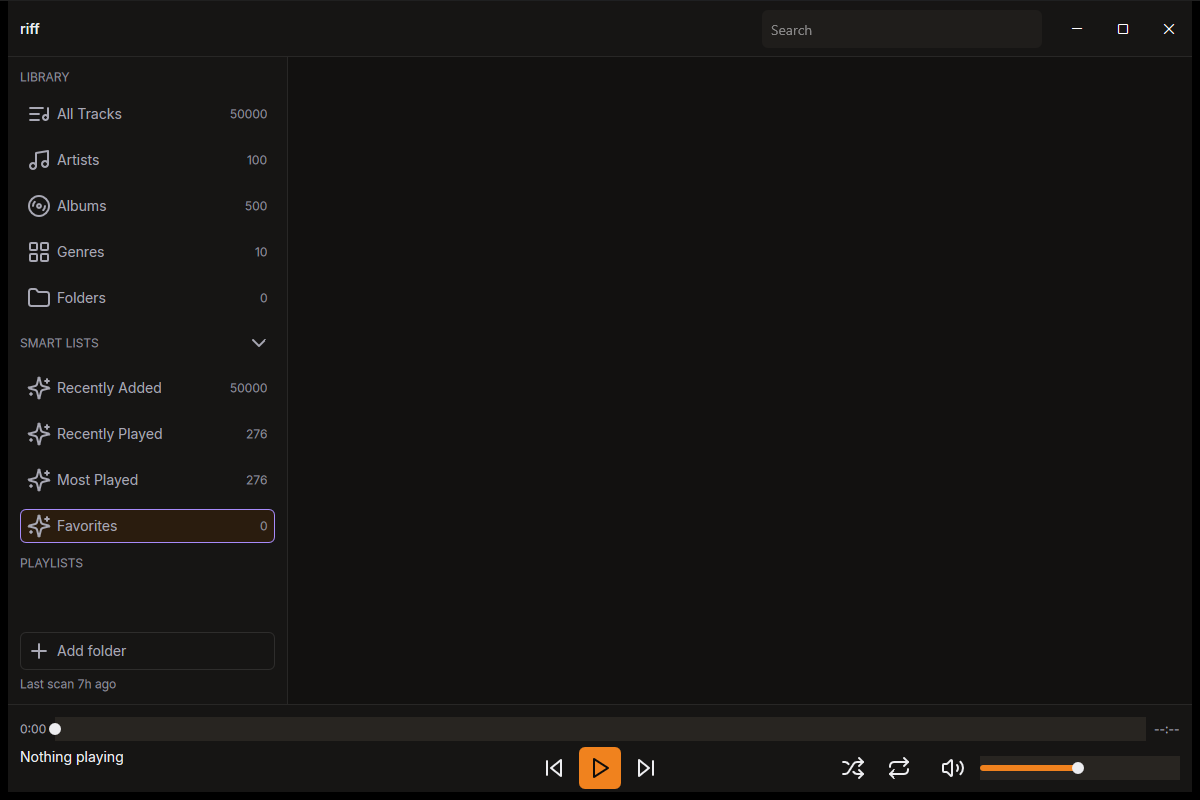 riff
Search
LIBRARY
All Tracks 50000
Artists 100
Albums 500
Genres 10
Folders 0
SMART LISTS
Recently Added 50000
Recently Played 276
Most Played 276
Favorites 0
PLAYLISTS
Add folder
Last scan 7h ago
0:00 --:--
Nothing playing